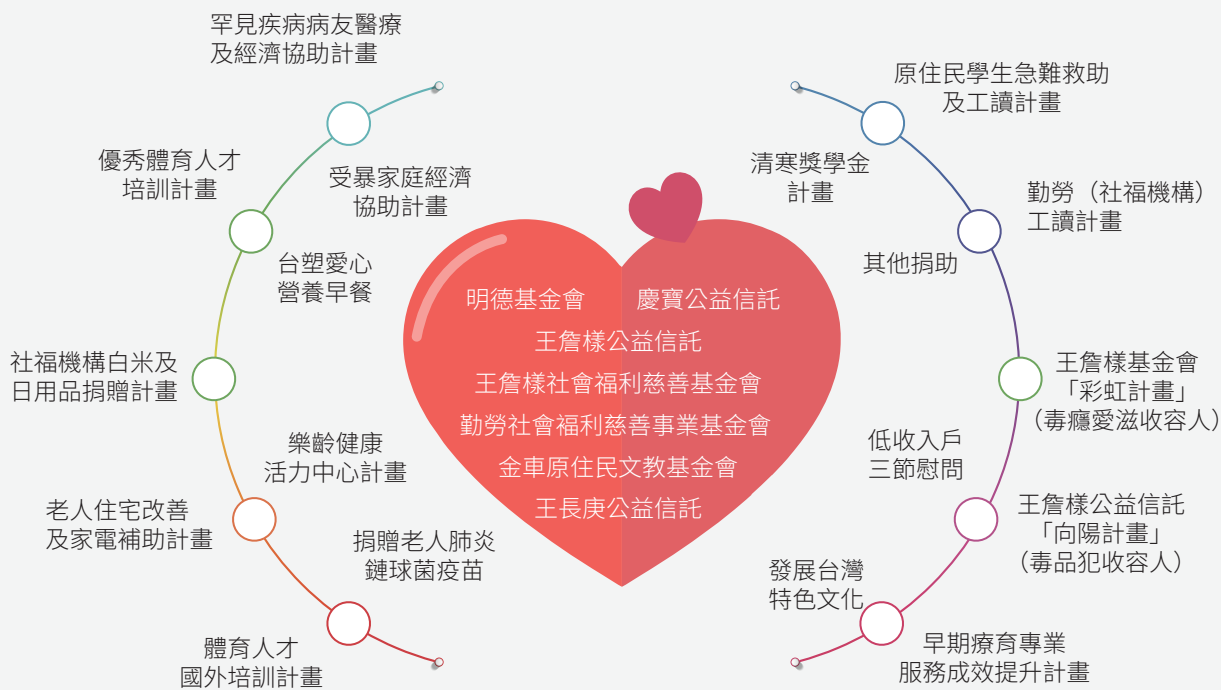 罕見疾病病友醫療
及經濟協助計畫
優秀體育人才
培訓計畫
受暴家庭經濟
協助計畫
台塑愛心
營養早餐
社福機構白米及
日用品捐贈計畫
樂齡健康
活力中心計畫
老人住宅改善
及家電補助計畫
捐贈老人肺炎
鏈球菌疫苗
體育人才
國外培訓計畫
明德基金會
慶寶公益信託
王詹樣公益信託
王詹樣社會福利慈善基金會
勤勞社會福利慈善事業基金會
金車原住民文教基金會
王長庚公益信託
原住民學生急難救助
及工讀計畫
清寒獎學金
計畫
勤勞（社福機構）
工讀計畫
其他捐助
王詹樣基金會
「彩虹計畫」
（毒癮愛滋收容人）
低收入戶
三節慰問
王詹樣公益信託
「向陽計畫」
（毒品犯收容人）
發展台灣
特色文化
早期療育專業
服務成效提升計畫